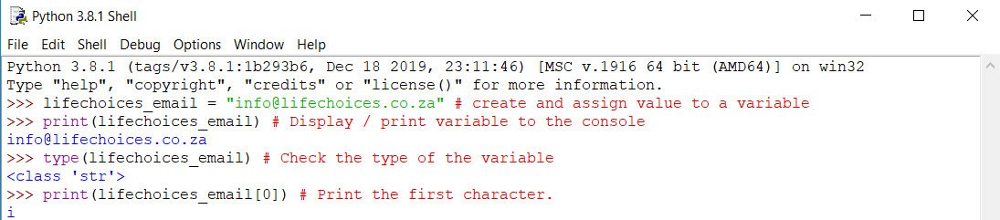 Python 3.8.1 Shell
File Edit Shell Debug Options Window Help
Python 3.8.1 (tags/v3.8.1:1b293b6, Dec 18 2019, 23:11:46) [MSC v.1916 64 bit (AMD64)] on win32
Type "help", "copyright", "credits" or "license()" for more information.
>>> lifechoices_email = "info@lifechoices.co.za" # create and assign value to a variable
>>> print(lifechoices_email) # Display / print variable to the console
info@lifechoices.co.za
>>> type(lifechoices_email) # Check the type of the variable
<class 'str'>
>>> print(lifechoices_email[0]) # Print the first character.
i